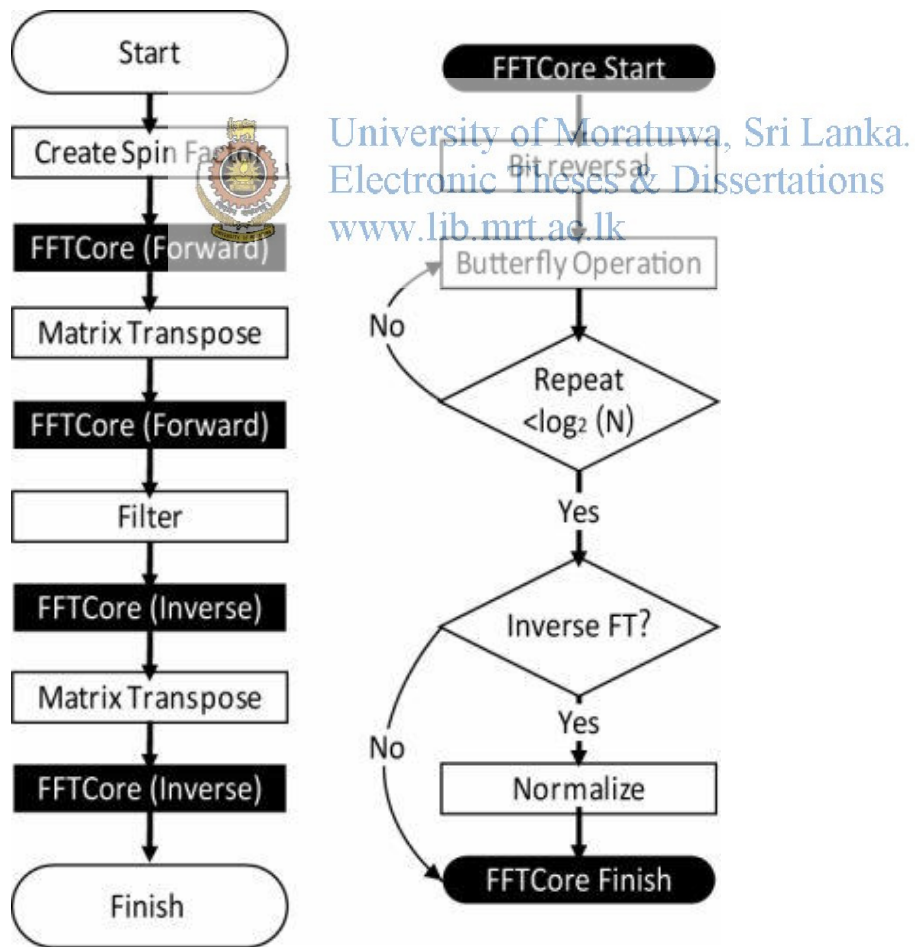 Start
Create Spin Factor
FFTCore (Forward)
Matrix Transpose
FFTCore (Forward)
Filter
FFTCore (Inverse)
Matrix Transpose
FFTCore (Inverse)
Finish
FFTCore Start
University of Moratuwa, Sri Lanka.
Bit reversal
Electronic Theses & Dissertations
www.lib.mrt.ac.lk
Butterfly Operation
No
Repeat
<log₂ (N)
Yes
Inverse FT?
Yes
No
Normalize
FFTCore Finish